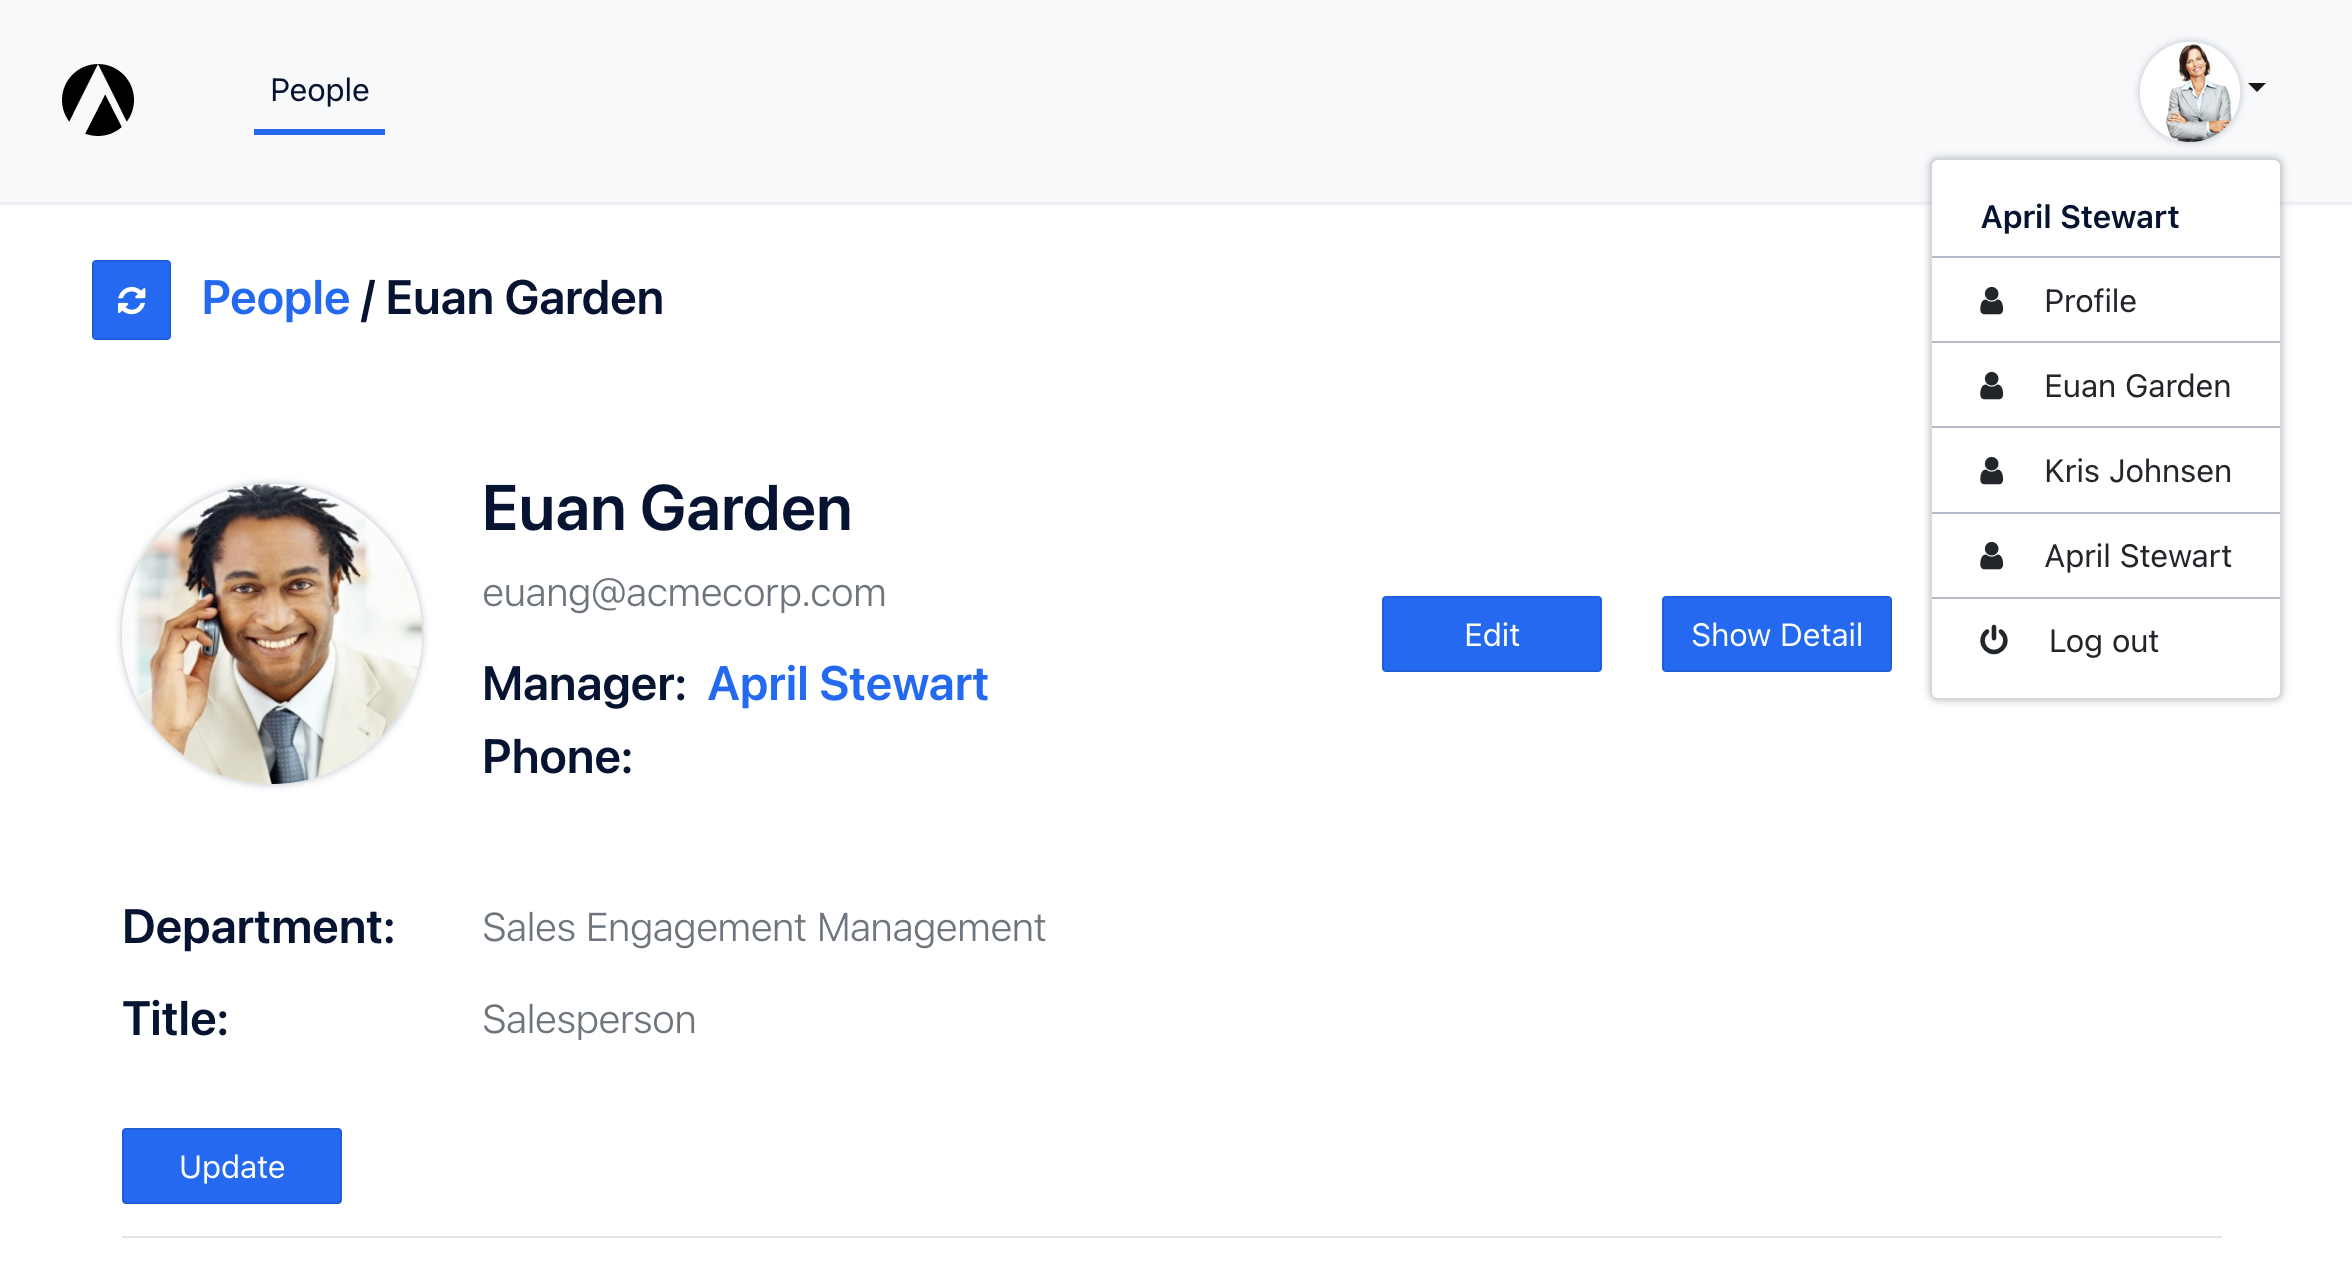 People
April Stewart
Profile
Euan Garden
Kris Johnsen
April Stewart
Log out
People / Euan Garden
Euan Garden
euang@acmecorp.com
Manager: April Stewart
Phone:
Edit
Show Detail
Department: Sales Engagement Management
Title: Salesperson
Update